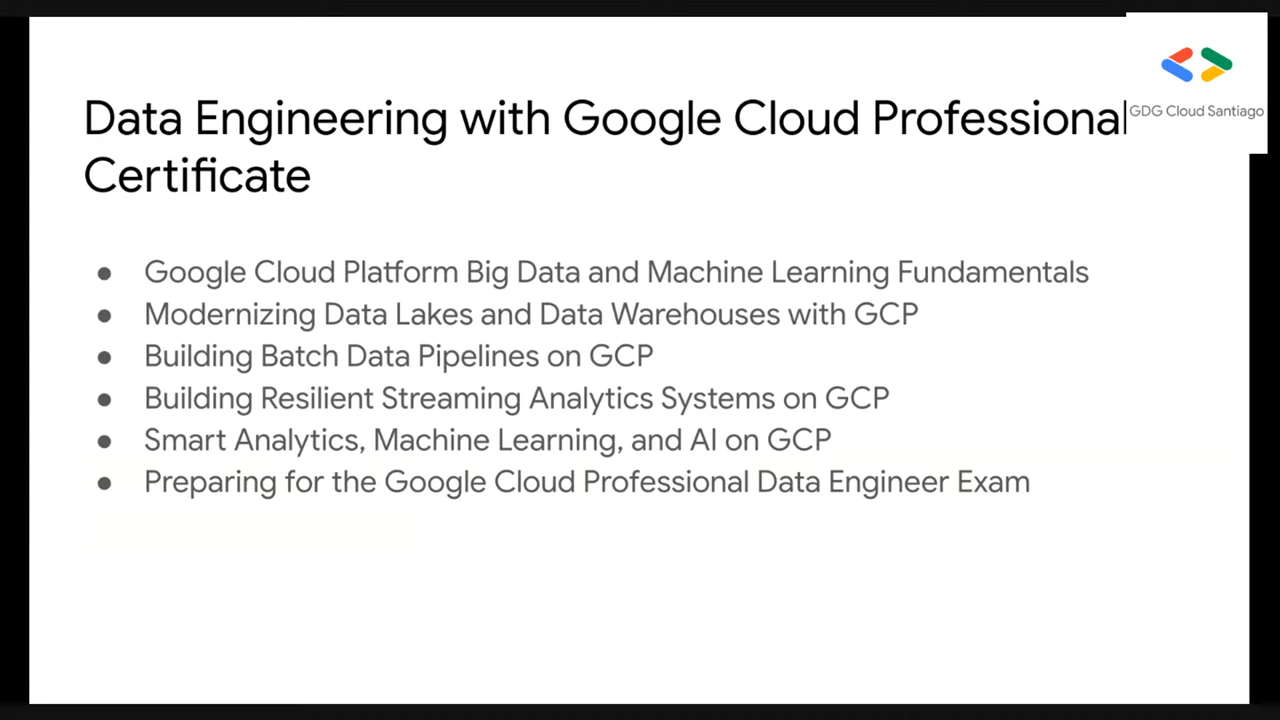 Data Engineering with Google Cloud Professional
GDG Cloud Santiago
Certificate
● Google Cloud Platform Big Data and Machine Learning Fundamentals
● Modernizing Data Lakes and Data Warehouses with GCP
● Building Batch Data Pipelines on GCP
● Building Resilient Streaming Analytics Systems on GCP
● Smart Analytics, Machine Learning, and AI on GCP
● Preparing for the Google Cloud Professional Data Engineer Exam